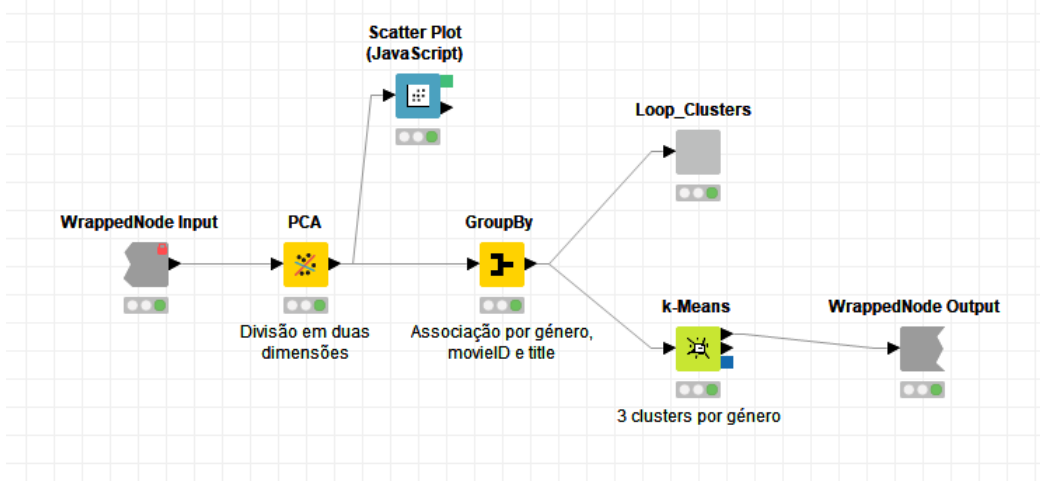 Scatter Plot
(JavaScript)
Loop_Clusters
WrappedNode Input
PCA
GroupBy
Divisão em duas
dimensões
Associação por género,
movieID e title
k-Means
WrappedNode Output
3 clusters por género